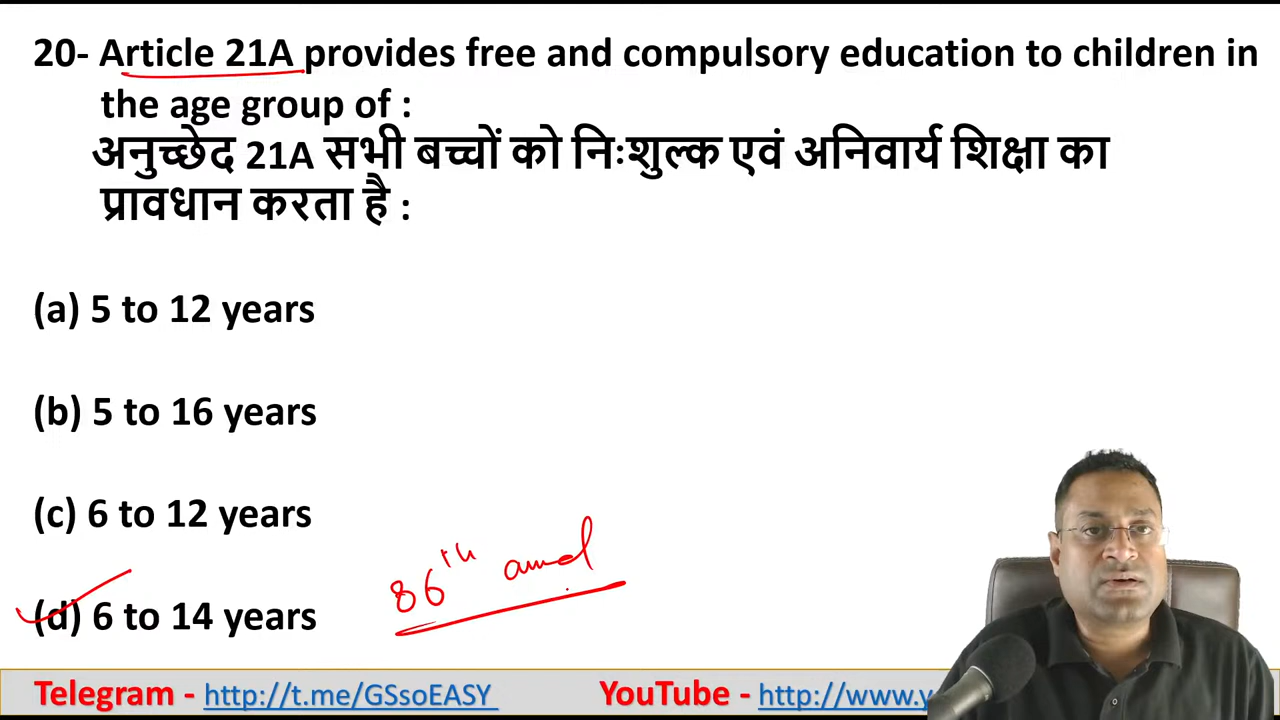 20- Article 21A provides free and compulsory education to children in
the age group of :
अनुच्छेद 21A सभी बच्चों को निःशुल्क एवं अनिवार्य शिक्षा का
प्रावधान करता है :
(a) 5 to 12 years
(b) 5 to 16 years
(c) 6 to 12 years
(d) 6 to 14 years
86th amd
Telegram - http://t.me/GSsoEASY YouTube - http://www.y